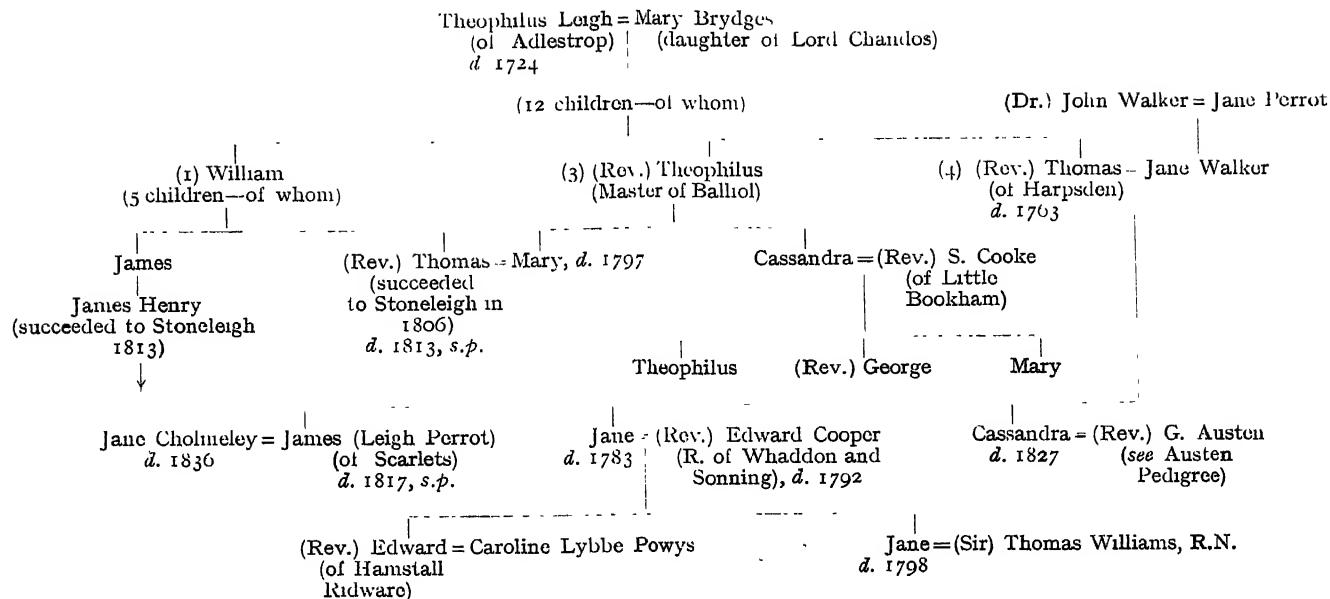 Theophilus Leigh = Mary Brydges
(of Adlestrop) (daughter of Lord Chandos)
d 1724
(12 children—of whom)
(Dr.) John Walker = Jane Perrot
(1) William
(5 children—of whom)
(3) (Rev.) Theophilus
(Master of Balliol)
(4) (Rev.) Thomas – Jane Walker
(of Harpsden)
d. 1763
James
James Henry
(succeeded to Stoneleigh
1813)
(Rev.) Thomas = Mary, d. 1797
(succeeded
to Stoneleigh in
1806)
d. 1813, s.p.
Cassandra = (Rev.) S. Cooke
(of Little
Bookham)
Theophilus
(Rev.) George
Mary
Jane Cholmeley = James (Leigh Perrot)
d. 1836 (of Scarlets)
d. 1817, s.p.
Jane = (Rev.) Edward Cooper
d. 1783 (R. of Whaddon and
Sonning), d. 1792
Cassandra = (Rev.) G. Austen
d. 1827 (see Austen
Pedigree)
(Rev.) Edward = Caroline Lybbe Powys
(of Hamstall
Ridware)
Jane = (Sir) Thomas Williams, R.N.
d. 1798